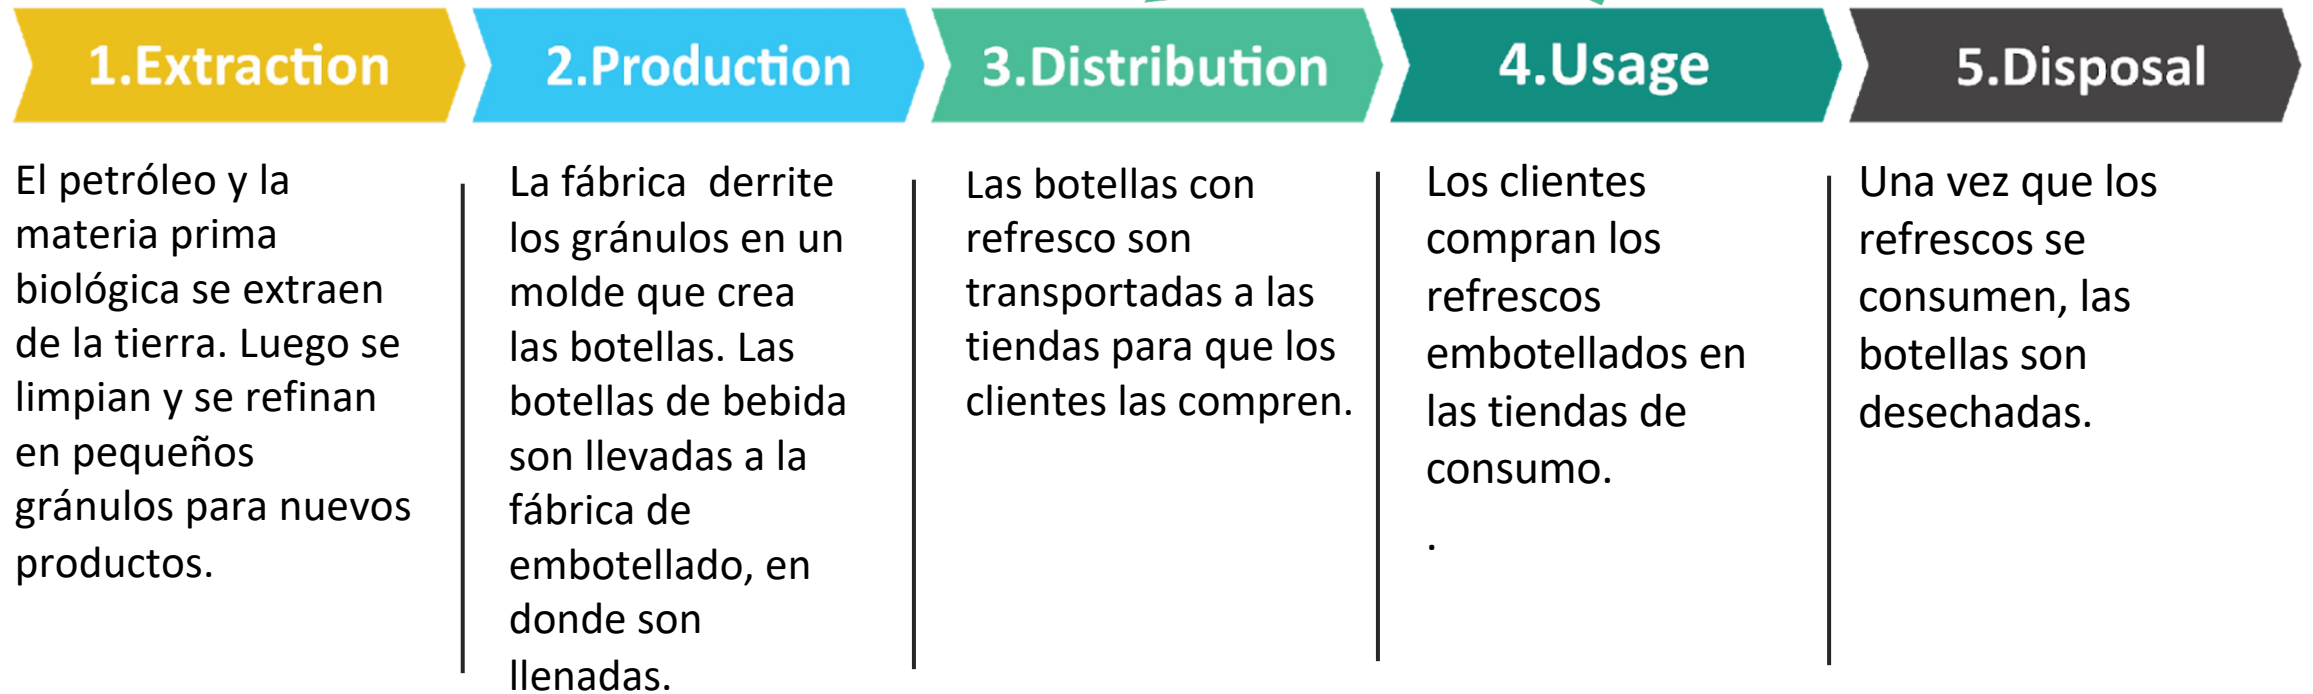 1.Extraction
El petróleo y la
materia prima
biológica se extraen
de la tierra. Luego se
limpian y se refinan
en pequeños
gránulos para nuevos
productos.
2.Production
La fábrica  derrite
los gránulos en un
molde que crea
las botellas. Las
botellas de bebida
son llevadas a la
fábrica de
embotellado, en
donde son
llenadas.
3.Distribution
Las botellas con
refresco son
transportadas a las
tiendas para que los
clientes las compren.
4.Usage
Los clientes
compran los
refrescos
embotellados en
las tiendas de
consumo.
.
5.Disposal
Una vez que los
refrescos se
consumen, las
botellas son
desechadas.